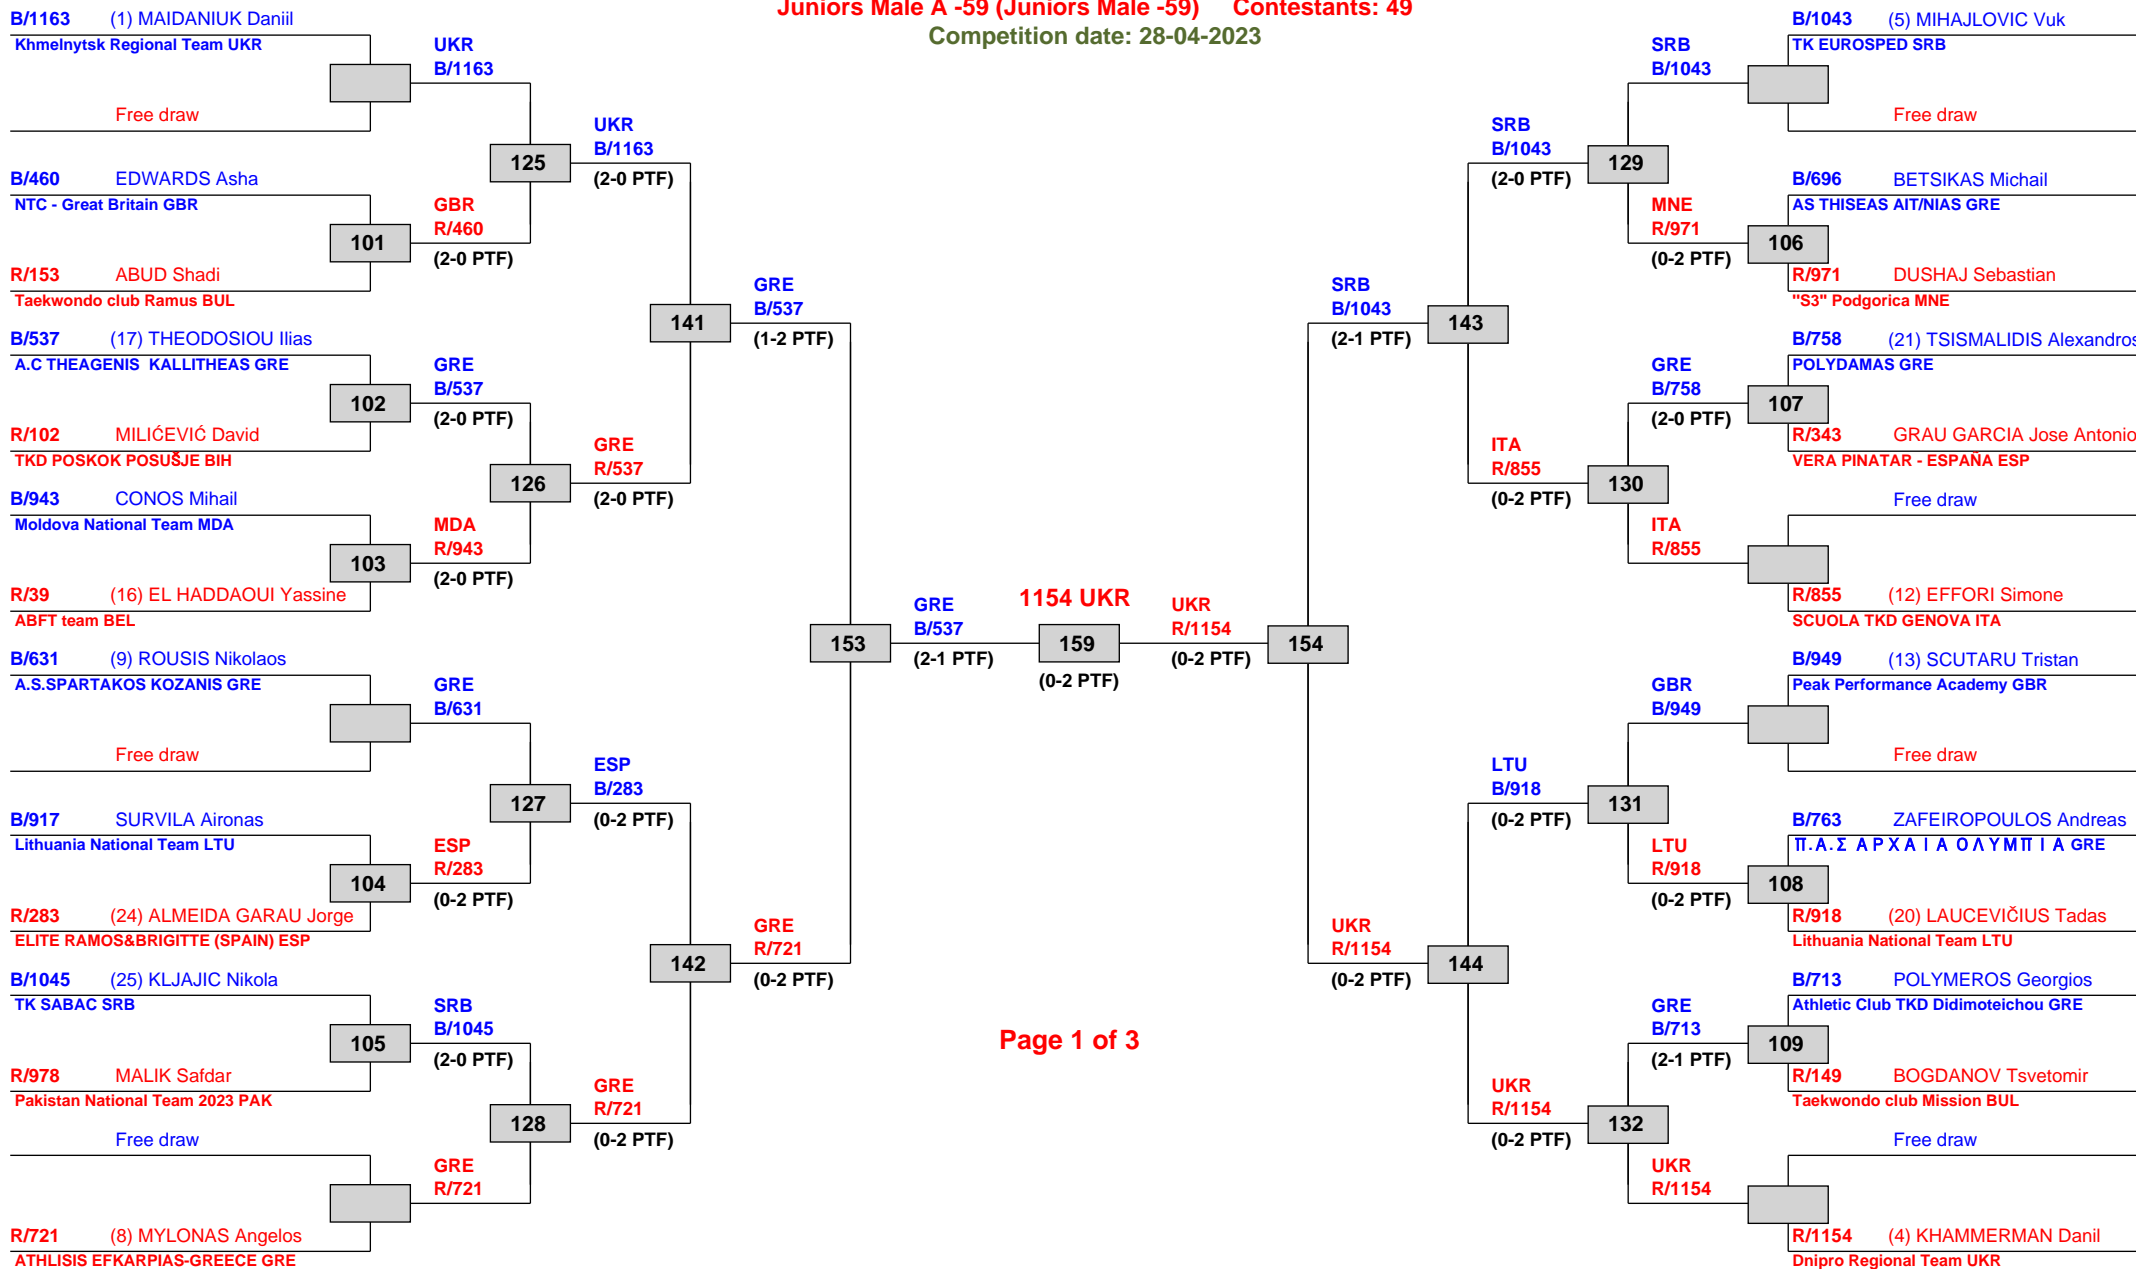 Juniors Male A -59 (Juniors Male -59) Contestants: 49
Competition date: 28-04-2023
B/1163 (1) MAIDANIUK Daniil
Khmelnytsk Regional Team UKR
Free draw
B/460 EDWARDS Asha
NTC - Great Britain GBR
101
R/153 ABUD Shadi
Taekwondo club Ramus BUL
B/537 (17) THEODOSIOU Ilias
A.C THEAGENIS KALLITHEAS GRE
102
R/102 MILIĆEVIĆ David
TKD POSKOK POSUŠJE BIH
B/943 CONOS Mihail
Moldova National Team MDA
103
R/39 (16) EL HADDAOUI Yassine
ABFT team BEL
B/631 (9) ROUSIS Nikolaos
A.S.SPARTAKOS KOZANIS GRE
Free draw
B/917 SURVILA Aironas
Lithuania National Team LTU
104
R/283 (24) ALMEIDA GARAU Jorge
ELITE RAMOS&BRIGITTE (SPAIN) ESP
B/1045 (25) KLJAJIC Nikola
TK SABAC SRB
105
R/978 MALIK Safdar
Pakistan National Team 2023 PAK
Free draw
R/721 (8) MYLONAS Angelos
ATHLISIS EFKARPIAS-GREECE GRE
UKR
B/1163
125
GBR
R/460
(2-0 PTF)
GRE
B/537
(2-0 PTF)
126
MDA
R/943
(2-0 PTF)
GRE
B/631
127
ESP
R/283
(0-2 PTF)
SRB
B/1045
(2-0 PTF)
128
GRE
R/721
UKR
B/1163
(2-0 PTF)
141
GRE
R/537
(2-0 PTF)
ESP
B/283
(0-2 PTF)
142
GRE
R/721
(0-2 PTF)
GRE
B/537
(1-2 PTF)
153
GRE
R/721
(0-2 PTF)
GRE
B/537
(2-1 PTF)
1154 UKR
159
(0-2 PTF)
UKR
R/1154
(0-2 PTF)
Page 1 of 3
SRB
B/1043
(2-1 PTF)
154
UKR
R/1154
(0-2 PTF)
SRB
B/1043
(2-0 PTF)
143
ITA
R/855
(0-2 PTF)
LTU
B/918
(0-2 PTF)
144
UKR
R/1154
(0-2 PTF)
SRB
B/1043
129
MNE
R/971
(0-2 PTF)
GRE
B/758
(2-0 PTF)
130
ITA
R/855
GBR
B/949
131
LTU
R/918
(0-2 PTF)
GRE
B/713
(2-1 PTF)
132
UKR
R/1154
B/1043 (5) MIHAJLOVIC Vuk
TK EUROSPED SRB
Free draw
B/696 BETSIKAS Michail
AS THISEAS AIT/NIAS GRE
106
R/971 DUSHAJ Sebastian
"S3" Podgorica MNE
B/758 (21) TSISMALIDIS Alexandros
POLYDAMAS GRE
107
R/343 GRAU GARCIA Jose Antonio
VERA PINATAR - ESPAÑA ESP
Free draw
R/855 (12) EFFORI Simone
SCUOLA TKD GENOVA ITA
B/949 (13) SCUTARU Tristan
Peak Performance Academy GBR
Free draw
B/763 ZAFEIROPOULOS Andreas
Π.Α.Σ ΑΡΧΑΙΑ ΟΛΥΜΠΙΑ GRE
108
R/918 (20) LAUCEVIČIUS Tadas
Lithuania National Team LTU
B/713 POLYMEROS Georgios
Athletic Club TKD Didimoteichou GRE
109
R/149 BOGDANOV Tsvetomir
Taekwondo club Mission BUL
Free draw
R/1154 (4) KHAMMERMAN Danil
Dnipro Regional Team UKR